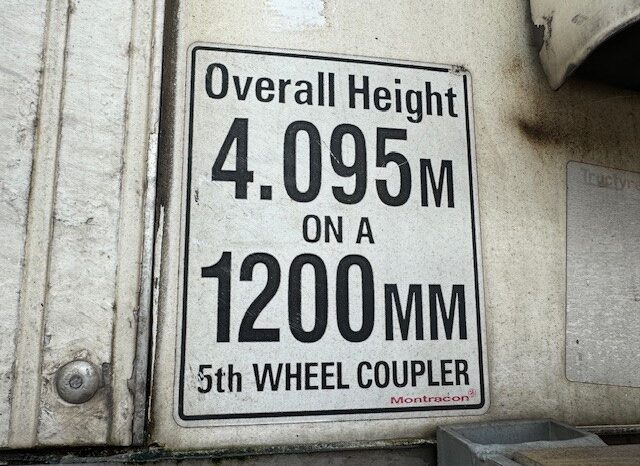 Overall Height
4.095M
ON A
1200MM
5th WHEEL COUPLER
Montracon